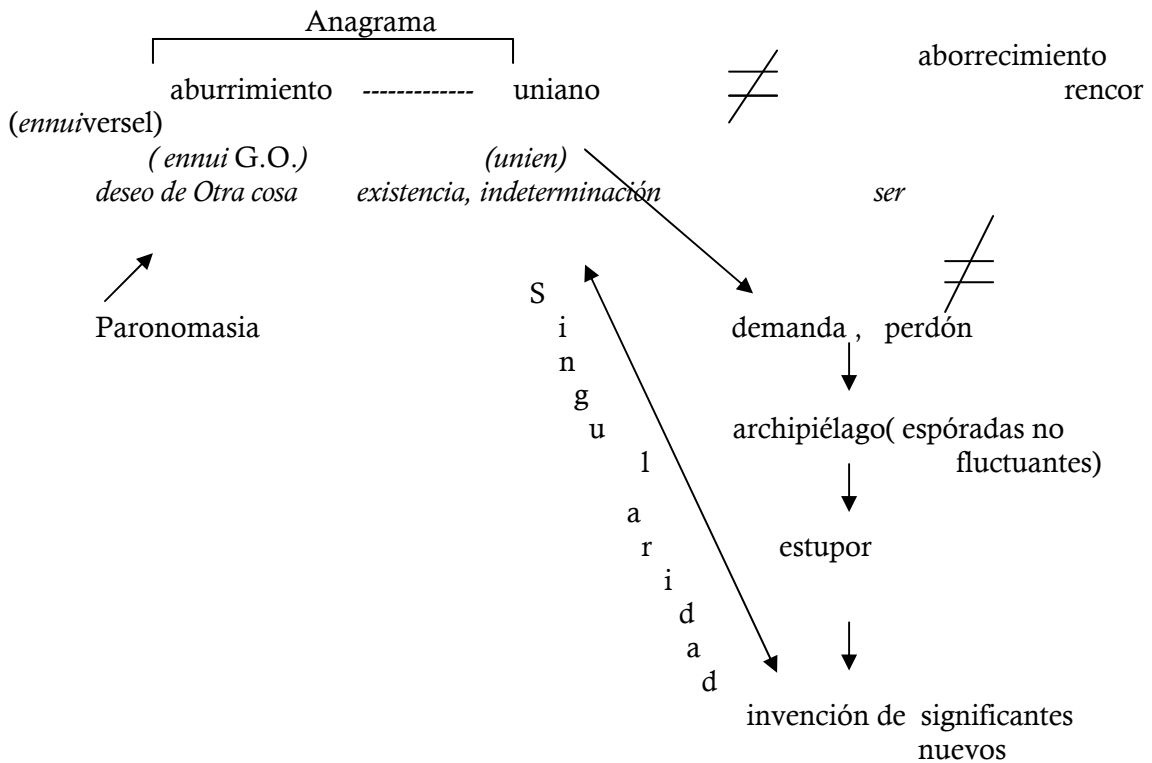 Anagrama
aborrecimiento
aburrimiento ------------- uniano
rencor
(ennuiversel)
( ennui G.O.)
(unien)
deseo de Otra cosa
existencia, indeterminación
ser
Paronomasia
Singularidad
demanda , perdón
archipiélago( espóradas no
fluctuantes)
estupor
invención de significantes
nuevos